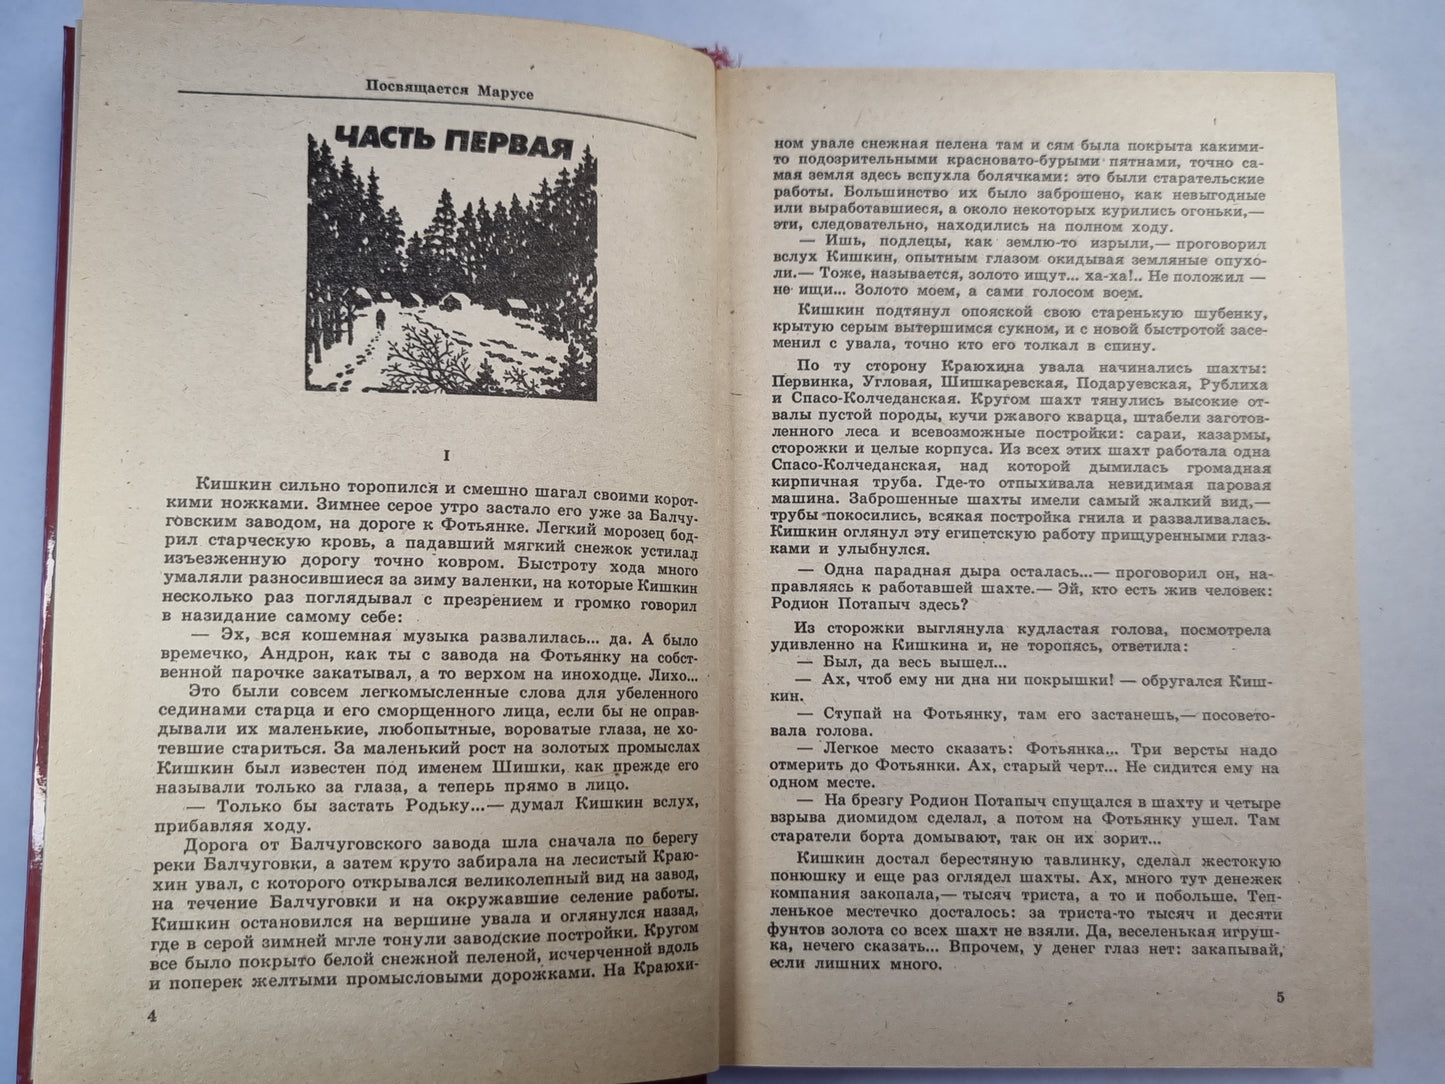 Посвящается Марусе
ЧАСТЬ ПЕРВАЯ
I
Кишкин сильно торопился и смешно шагал своими корот-
кими ножками. Зимнее серое утро застало его уже за Балчу-
говским заводом, на дороге к Фотьянке. Легкий морозец бод-
рил старческую кровь, а падавший мягкий снежок устилал
изъезженную дорогу точно ковром. Быстроту хода много
умаляли разносившиеся за зиму валенки, на которые Кишкин
несколько раз поглядывал с презрением и громко говорил
в назидание самому себе:
— Эх, вся кошемная музыка развалилась... да. А было
времечко, Андрон, как ты с завода на Фотьянку на собст-
венной парочке закатывал, а то верхом на иноходце. Лихо...
Это были совсем легкомысленные слова для убеленного
сединами старца и его сморщенного лица, если бы не оправ-
дывали их маленькие, любопытные, вороватые глаза, не хо-
тевшие стариться. За маленький рост на золотых промыслах
Кишкин был известен под именем Шишки, как прежде его
называли только за глаза, а теперь прямо в лицо.
— Только бы застать Родьку...— думал Кишкин вслух,
прибавляя ходу.
Дорога от Балчуговского завода шла сначала по берегу
реки Балчуговки, а затем круто забирала на лесистый Краю-
хин увал, с которого открывался великолепный вид на завод,
на течение Балчуговки и на окружавшие селение работы.
Кишкин остановился на вершине увала и оглянулся назад,
где в серой зимней мгле тонули заводские постройки. Кругом
все было покрыто белой снежной пеленой, исчерченной вдоль
и поперек желтыми промысловыми дорожками. На Краюхи-
4
ном увале снежная пелена там и сям была покрыта какими-
то подозрительными красновато-бурыми пятнами, точно са-
мая земля здесь вспухла болячками: это были старательские
работы. Большинство их было заброшено, как невыгодные
или выработавшиеся, а около некоторых курились огоньки,—
эти, следовательно, находились на полном ходу.
— Ишь, подлецы, как землю-то изрыли,— проговорил
вслух Кишкин, опытным глазом окидывая земляные опухо-
ли.— Тоже, называется, золото ищут... ха-ха!.. Не положил —
не ищи... Золото моем, а сами голосом воем.
Кишкин подтянул опояской свою старенькую шубенку,
крытую серым вытершимся сукном, и с новой быстротой засе-
менил с увала, точно кто его толкал в спину.
По ту сторону Краюхина увала начинались шахты:
Первинка, Угловая, Шишкаревская, Подаруевская, Рублиха
и Спасо-Колчеданская. Кругом шахт тянулись высокие от-
валы пустой породы, кучи ржавого кварца, штабели заготов-
ленного леса и всевозможные постройки: сараи, казармы,
сторожки и целые корпуса. Из всех этих шахт работала одна
Спасо-Колчеданская, над которой дымилась громадная
кирпичная труба. Где-то отпыхивала невидимая паровая
машина. Заброшенные шахты имели самый жалкий вид,—
трубы покосились, всякая постройка гнила и разваливалась.
Кишкин оглянул эту египетскую работу прищуренными глаз-
ками и улыбнулся.
— Одна парадная дыра осталась...— проговорил он, на-
правляясь к работавшей шахте.— Эй, кто есть жив человек:
Родион Потапыч здесь?
Из сторожки выглянула кудластая голова, посмотрела
удивленно на Кишкина и, не торопясь, ответила:
— Был, да весь вышел...
— Ах, чтоб ему ни дна ни покрышки! — обругался Киш-
кин.
— Ступай на Фотьянку, там его застанешь,— посовето-
вала голова.
— Легкое место сказать: Фотьянка... Три версты надо
отмерить до Фотьянки. Ах, старый черт... Не сидится ему на
одном месте.
— На брезгу Родион Потапыч спущался в шахту и четыре
взрыва диомидом сделал, а потом на Фотьянку ушел. Там
старатели борта домывают, так он их зорит...
Кишкин достал берестяную тавлинку, сделал жестокую
понюшку и еще раз оглядел шахты. Ах, много тут денежек
компания закопала,— тысяч триста, а то и побольше. Теп-
ленькое местечко досталось: за триста-то тысяч и десяти
фунтов золота со всех шахт не взяли. Да, веселенькая игруш-
ка, нечего сказать... Впрочем, у денег глаз нет: закапывай,
если лишних много.
5